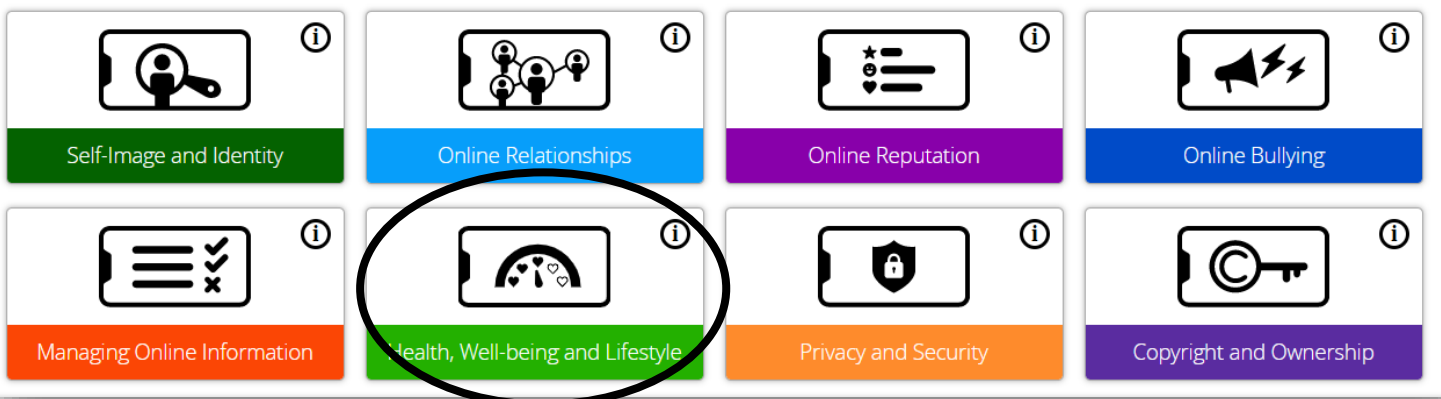 Self-Image and Identity
Online Relationships
Online Reputation
Online Bullying
Managing Online Information
Health, Well-being and Lifestyle
Privacy and Security
Copyright and Ownership